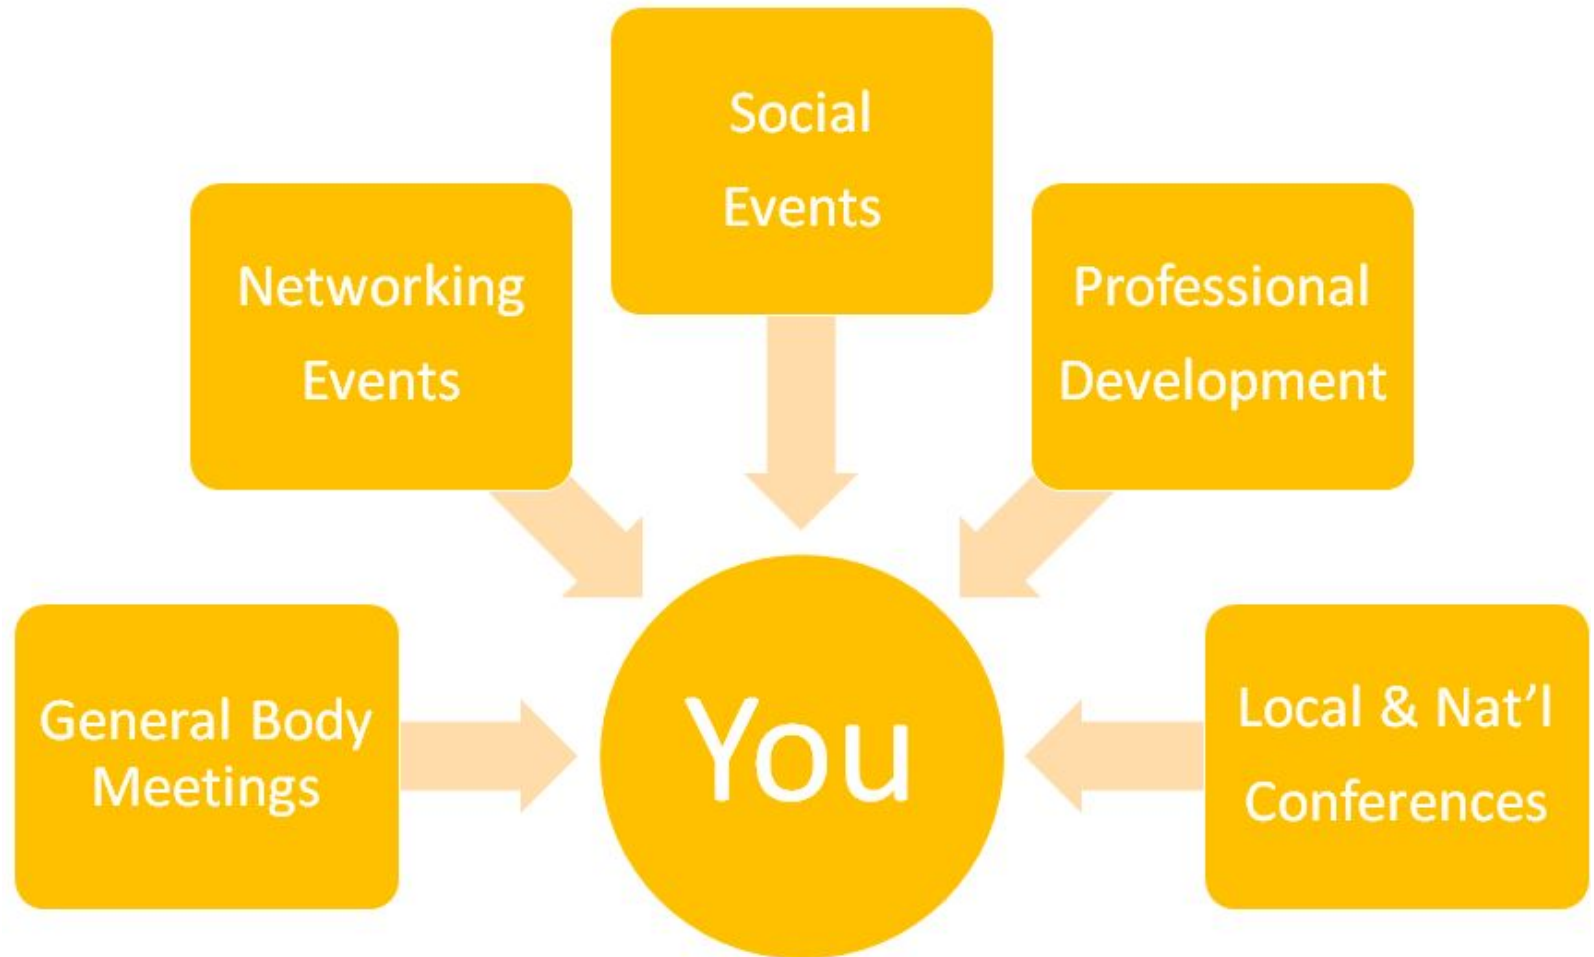 Social
Events
Networking
Events
Professional
Development
General Body
Meetings
You
Local & Nat’l
Conferences